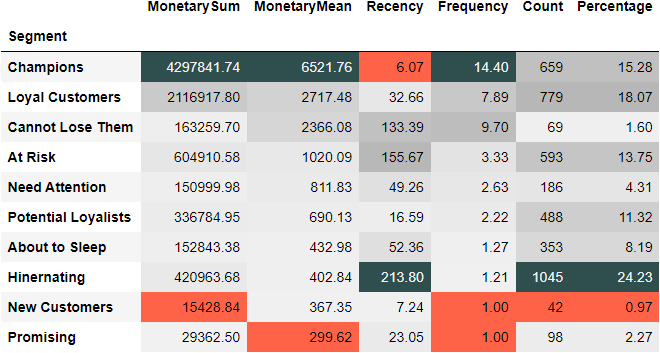 MonetarySum MonetaryMean Recency Frequency Count Percentage
Segment
Champions 4297841.74 6521.76 6.07 14.40 659 15.28
Loyal Customers 2116917.80 2717.48 32.66 7.89 779 18.07
Cannot Lose Them 163259.70 2366.08 133.39 9.70 69 1.60
At Risk 604910.58 1020.09 155.67 3.33 593 13.75
Need Attention 150999.98 811.83 49.26 2.63 186 4.31
Potential Loyalists 336784.95 690.13 16.59 2.22 488 11.32
About to Sleep 152843.38 432.98 52.36 1.27 353 8.19
Hinernating 420963.68 402.84 213.80 1.21 1045 24.23
New Customers 15428.84 367.35 7.24 1.00 42 0.97
Promising 29362.50 299.62 23.05 1.00 98 2.27